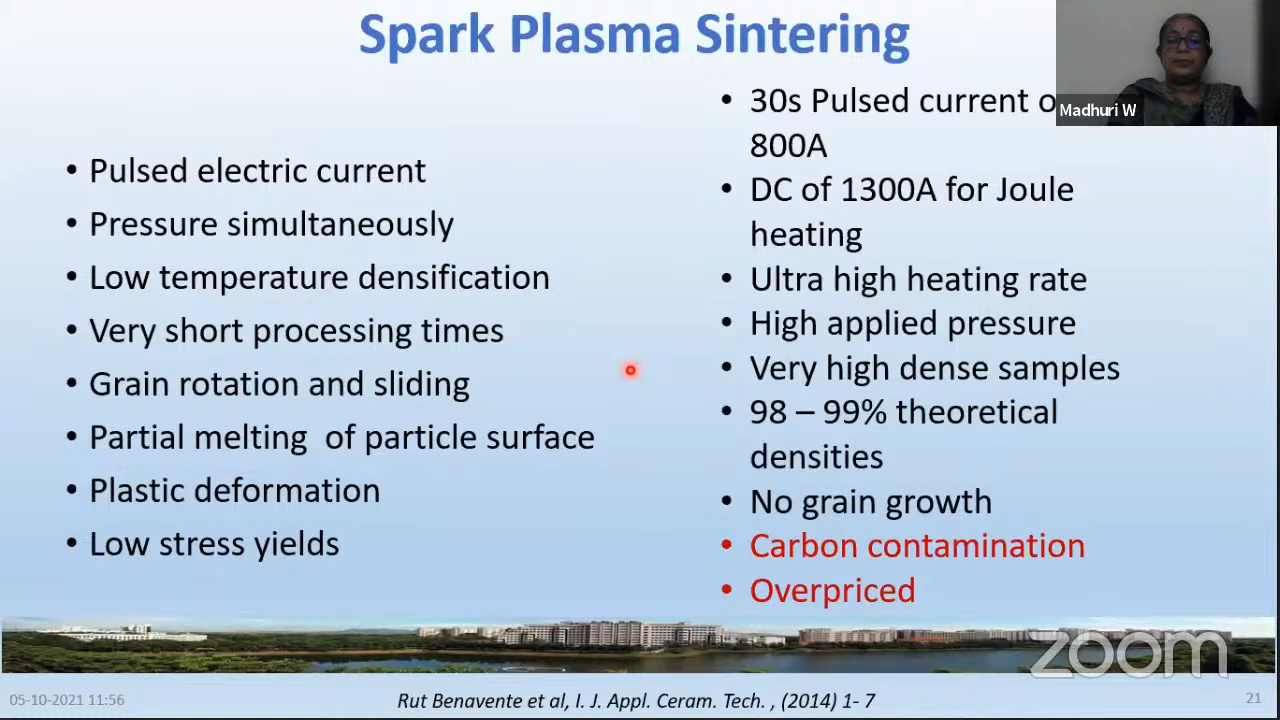 Spark Plasma Sintering
• Pulsed electric current
• Pressure simultaneously
• Low temperature densification
• Very short processing times
• Grain rotation and sliding
• Partial melting of particle surface
• Plastic deformation
• Low stress yields
• 30s Pulsed current
800A
• DC of 1300A for Joule
heating
• Ultra high heating rate
• High applied pressure
• Very high dense samples
• 98 – 99% theoretical
densities
• No grain growth
• Carbon contamination
• Overpriced
Madhuri W
zoom
05-10-2021 11:56
Rut Benavente et al, I. J. Appl. Ceram. Tech. , (2014) 1- 7
21